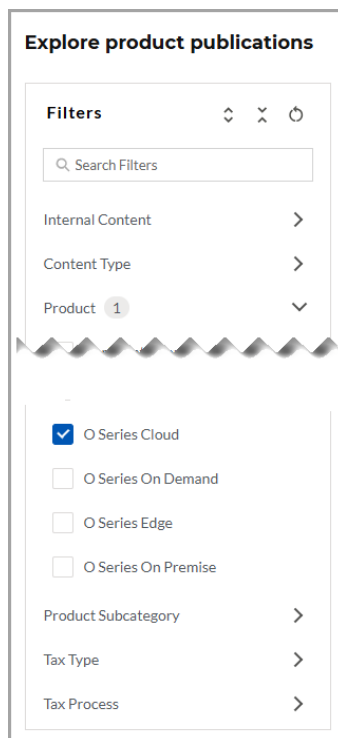 Explore product publications
Filters
Search Filters
Internal Content
Content Type
Product 1
O Series Cloud
O Series On Demand
O Series Edge
O Series On Premise
Product Subcategory
Tax Type
Tax Process